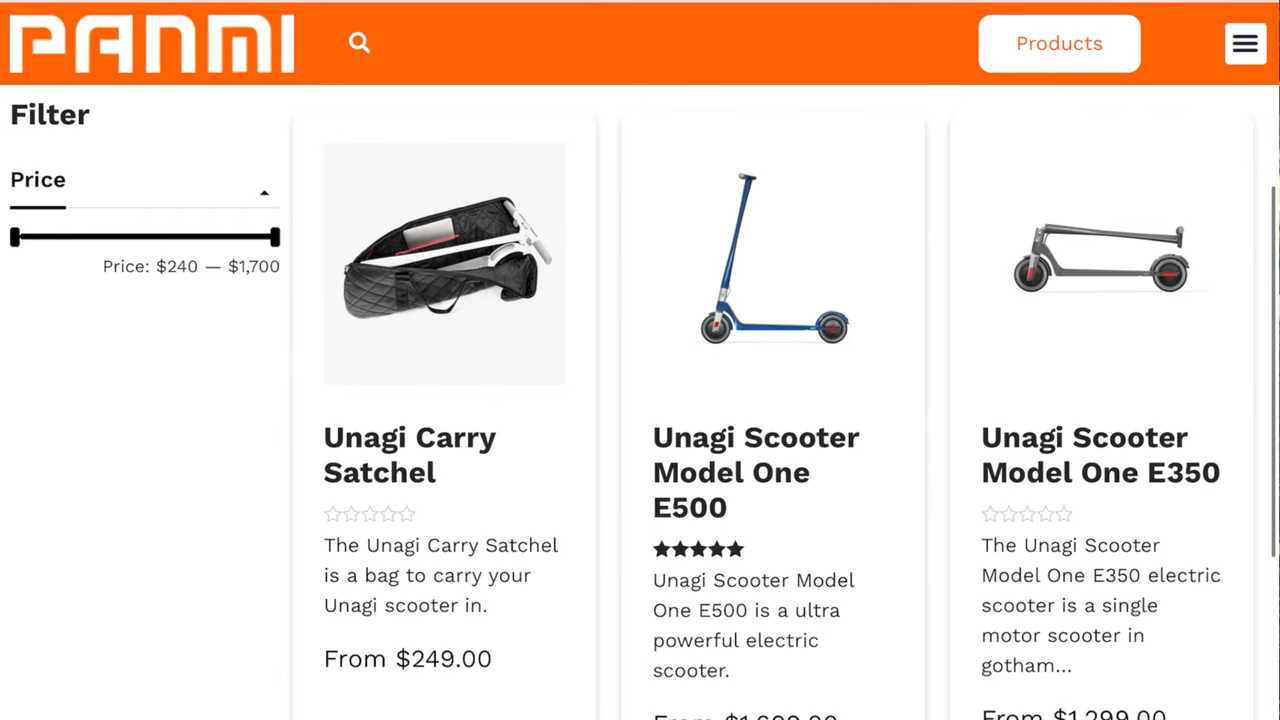 PANMI
Products
Filter
Price
Price: $240 — $1,700
Unagi Carry
Satchel
The Unagi Carry Satchel
is a bag to carry your
Unagi scooter in.
From $249.00
Unagi Scooter
Model One
E500
Unagi Scooter Model
One E500 is a ultra
powerful electric
scooter.
From $1,699.00
Unagi Scooter
Model One E350
The Unagi Scooter
Model One E350 electric
scooter is a single
motor scooter in
gotham...
From $1,299.00